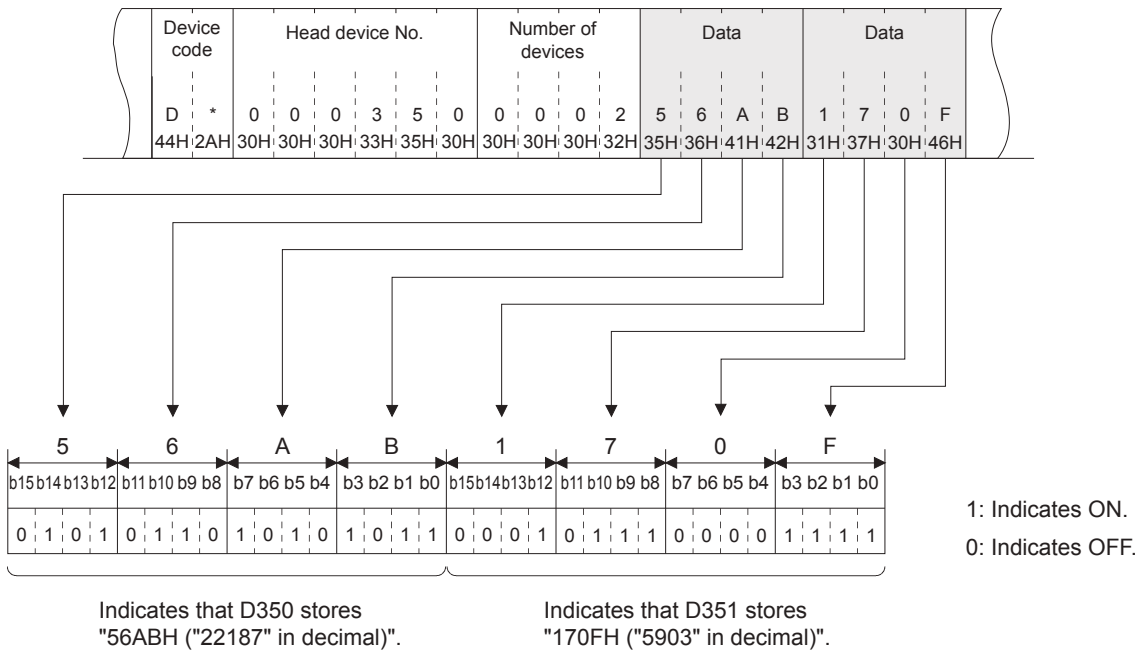 Device code Head device No. Number of devices Data Data
D * 0 0 0 3 5 0 0 0 0 2 5 6 A B 1 7 0 F
44H 2AH 30H 30H 30H 33H 35H 30H 30H 30H 30H 32H 35H 36H 41H 42H 31H 37H 30H 46H
5 6 A B 1 7 0 F
b15 b14 b13 b12 b11 b10 b9 b8 b7 b6 b5 b4 b3 b2 b1 b0 b15 b14 b13 b12 b11 b10 b9 b8 b7 b6 b5 b4 b3 b2 b1 b0
0 1 0 1 0 1 1 0 1 0 1 0 1 0 1 1 0 0 0 1 0 1 1 1 0 0 0 0 1 1 1 1
1: Indicates ON.
0: Indicates OFF.
Indicates that D350 stores
"56ABH ("22187" in decimal)".
Indicates that D351 stores
"170FH ("5903" in decimal)".